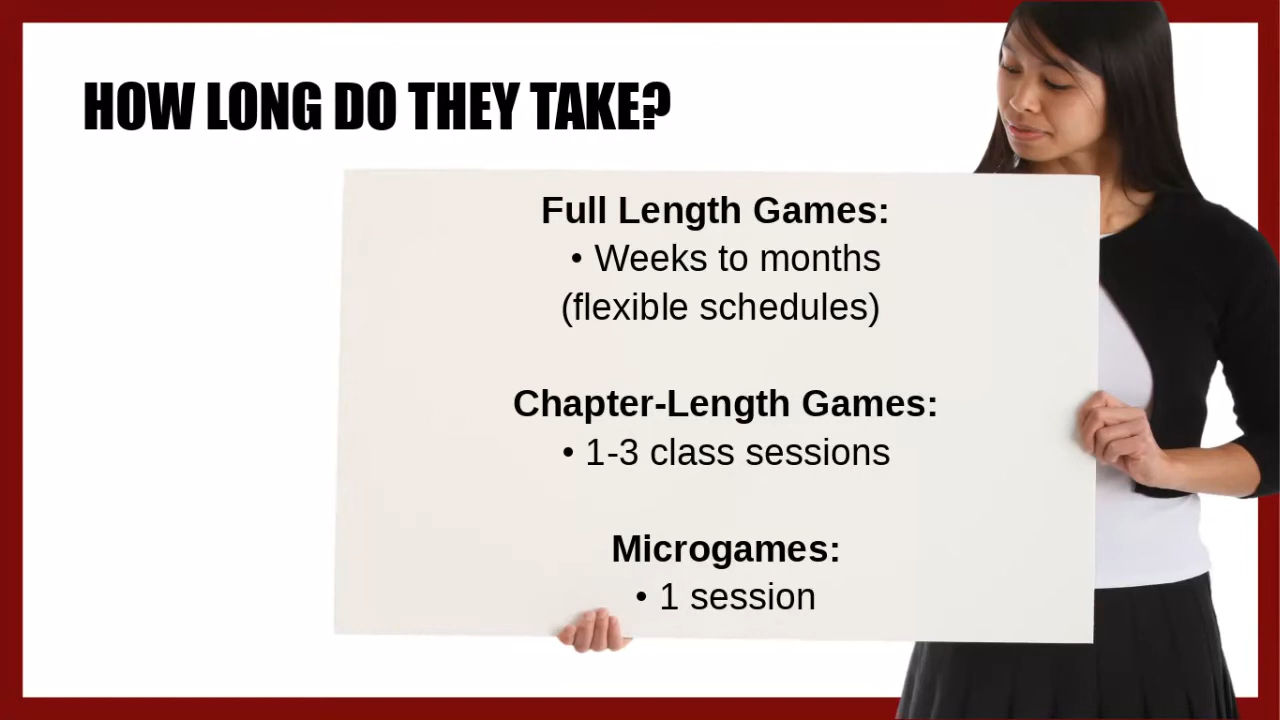 HOW LONG DO THEY TAKE?
Full Length Games:
• Weeks to months
(flexible schedules)
Chapter-Length Games:
• 1-3 class sessions
Microgames:
• 1 session